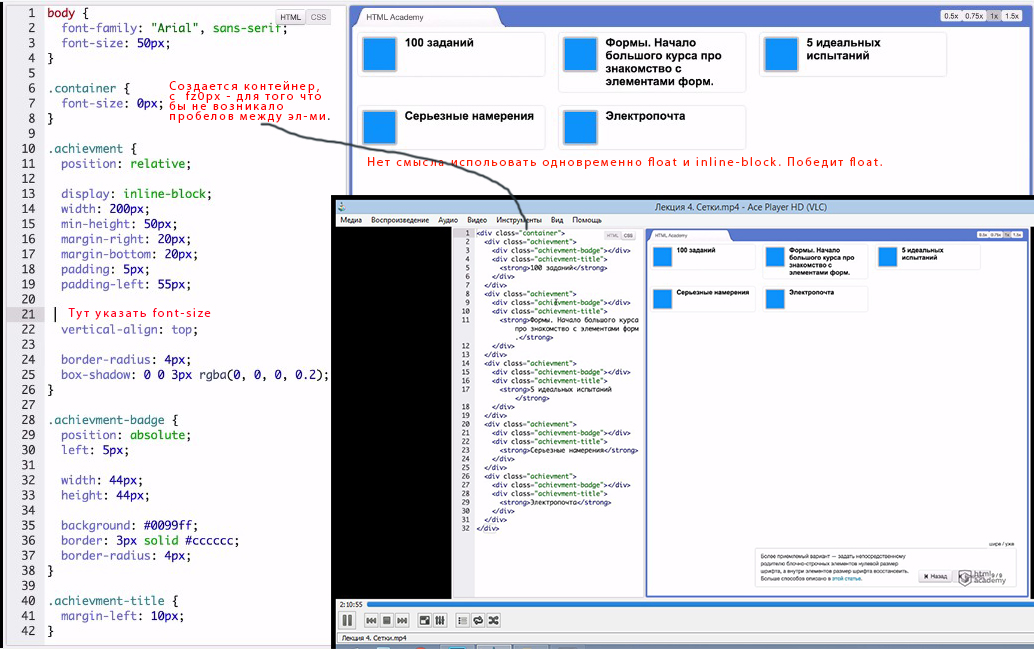 HTML CSS
1 body {
2 font-family: "Arial", sans-serif;
3 font-size: 50px;
4 }
5
6 .container {
7 font-size: 0px;
8 }
9
10 .achievment {
11 position: relative;
12
13 display: inline-block;
14 width: 200px;
15 min-height: 50px;
16 margin-right: 20px;
17 margin-bottom: 20px;
18 padding: 5px;
19 padding-left: 55px;
20
21 Тут указать font-size
22 vertical-align: top;
23
24 border-radius: 4px;
25 box-shadow: 0 0 3px rgba(0, 0, 0, 0.2);
26 }
27
28 .achievment-badge {
29 position: absolute;
30 left: 5px;
31
32 width: 44px;
33 height: 44px;
34
35 background: #0099ff;
36 border: 3px solid #cccccc;
37 border-radius: 4px;
38 }
39
40 .achievment-title {
41 margin-left: 10px;
42 }
Создается контейнер,
с fz0px - для того что
бы не возникало
пробелов между эл-ми.
HTML Academy
0.5x 0.75x 1x 1.5x
100 заданий
Формы. Начало
большого курса про
знакомство с
элементами форм.
5 идеальных
испытаний
Серьезные намерения
Электропочта
Нет смысла использовать одновременно float и inline-block. Победит float.
Лекция 4. Сетки.mp4 - Ace Player HD (VLC)
Медиа Воспроизведение Аудио Видео Инструменты Вид Помощь
HTML CSS
1 <div class="container">
2 <div class="achievment">
3 <div class="achievment-badge"></div>
4 <div class="achievment-title">
5 <strong>100 заданий</strong>
6 </div>
7 </div>
8 <div class="achievment">
9 <div class="achievment-badge"></div>
10 <div class="achievment-title">
11 <strong>Формы. Начало большого курса
про знакомство с элементами форм
.</strong>
12 </div>
13 </div>
14 <div class="achievment">
15 <div class="achievment-badge"></div>
16 <div class="achievment-title">
17 <strong>5 идеальных испытаний
</strong>
18 </div>
19 </div>
20 <div class="achievment">
21 <div class="achievment-badge"></div>
22 <div class="achievment-title">
23 <strong>Серьезные намерения</strong>
24 </div>
25 </div>
26 <div class="achievment">
27 <div class="achievment-badge"></div>
28 <div class="achievment-title">
29 <strong>Электропочта</strong>
30 </div>
31 </div>
32 </div>
HTML Academy
0.5x 0.75x 1x 1.5x
100 заданий
Формы. Начало
большого курса про
знакомство с
элементами форм.
5 идеальных
испытаний
Серьезные намерения
Электропочта
шире / уже
Более приемлемый вариант — задать непосредственному
родителю блочно-строчных элементов нулевой размер
шрифта, а внутри элементов размер шрифта восстановить.
Больше способов описано в этой статье.
Назад
html
academy
2:10:55
Лекция 4. Сетки.mp4